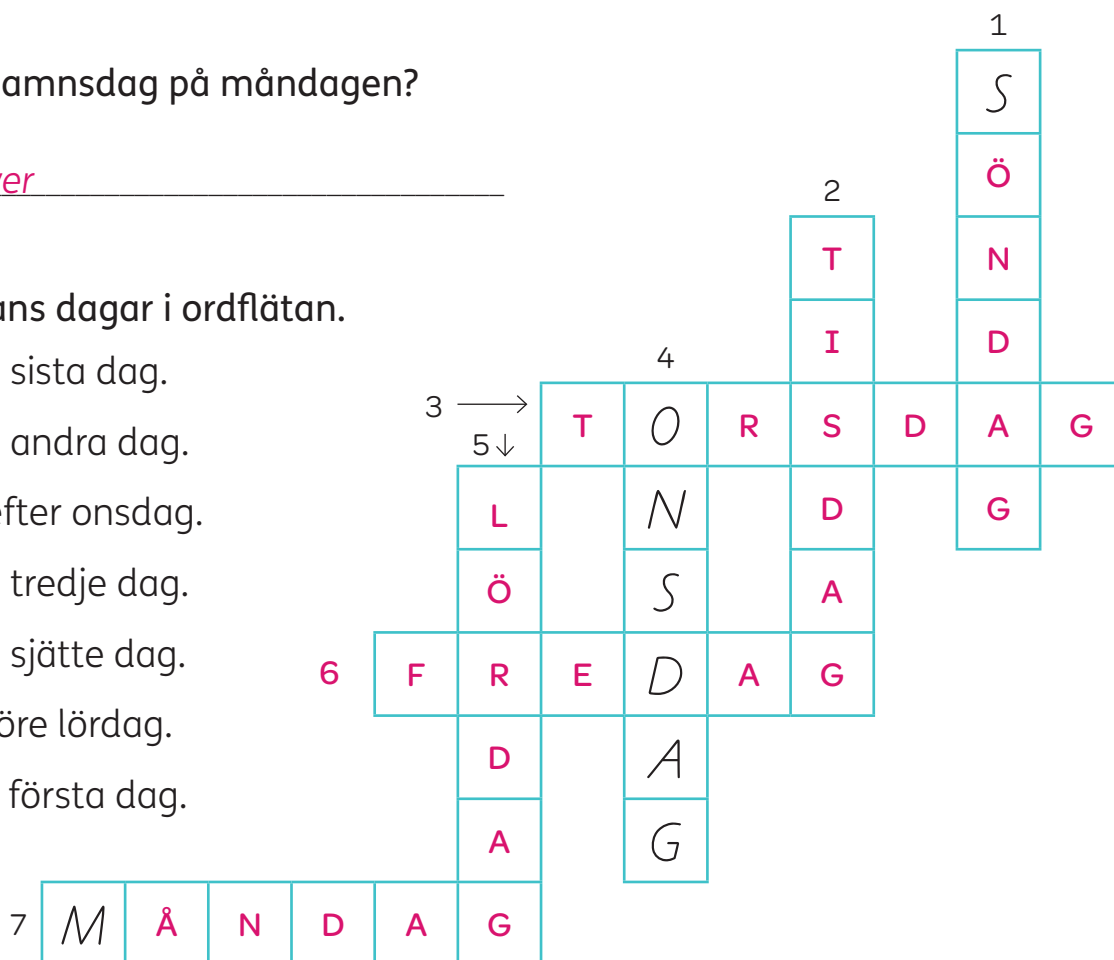 amnsdag på måndagen?
er
ans dagar i ordflätan.
sista dag.
andra dag.
efter onsdag.
tredje dag.
sjätte dag.
öre lördag.
första dag.
1
S
Ö
2
T N
I D
4
3 T O R S D A G
5
L N D G
Ö S A
6 F R E D A G
D A
A G
7 M Å N D A G